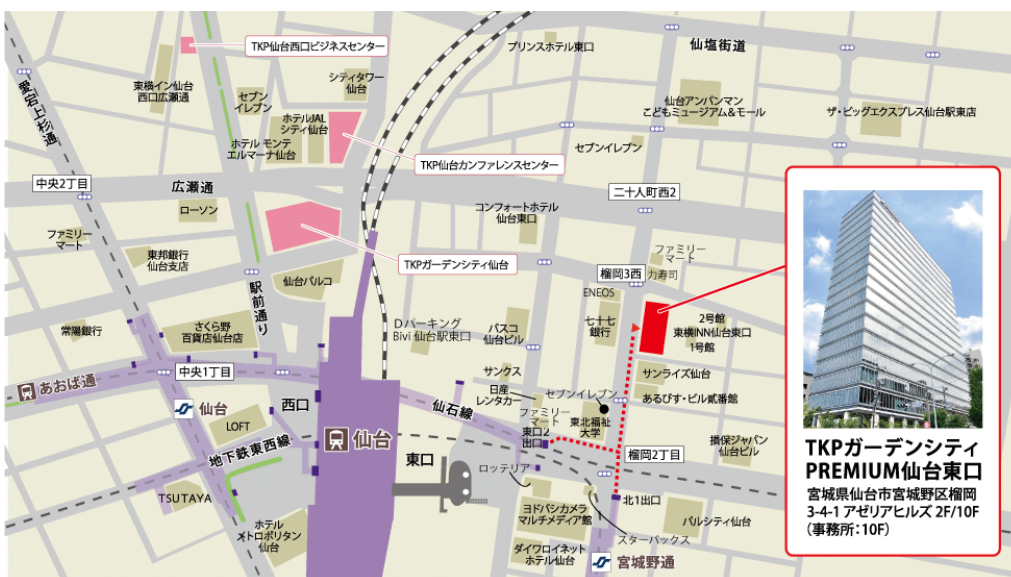 TKP仙台西口ビジネスセンター
プリンスホテル東口
仙塩街道
愛宕上杉通
東横イン仙台
西口広瀬通
セブン
イレブン
シティタワー
仙台
ホテルJAL
シティ仙台
ホテル モンテ
エルマーナ仙台
仙台アンパンマン
こどもミュージアム&モール
ザ・ビッグエクスプレス仙台駅東店
セブンイレブン
TKP仙台カンファレンスセンター
中央2丁目
広瀬通
二十人町西2
ローソン
コンフォートホテル
仙台東口
ファミリー
マート
東邦銀行
仙台支店
TKPガーデンシティ仙台
ファミリー
マート
榴岡3西
力寿司
駅前通り
仙台パルコ
ENEOS
常陽銀行
さくら野
百貨店仙台店
Dパーキング
Bivi 仙台駅東口
パスコ
仙台ビル
七十七
銀行
2号館
東横INN仙台東口
1号館
中央1丁目
サンクス
サンライズ仙台
あおば通
日産
レンタカー
セブンイレブン
あるぴす・ビル貳番館
仙台
西口
仙石線
ファミリー
マート
東北福祉
大学
LOFT
仙台
東口2
出口
損保ジャパン
仙台ビル
地下鉄東西線
東口
榴岡2丁目
ロッテリア
TSUTAYA
北1出口
ヨドバシカメラ
マルチメディア館
パルシティ仙台
ホテル
メトロポリタン
仙台
スターバックス
ダイワロイネット
ホテル仙台
宮城野通
TKPガーデンシティ
PREMIUM仙台東口
宮城県仙台市宮城野区榴岡
3-4-1 アゼリアヒルズ 2F/10F
(事務所:10F)